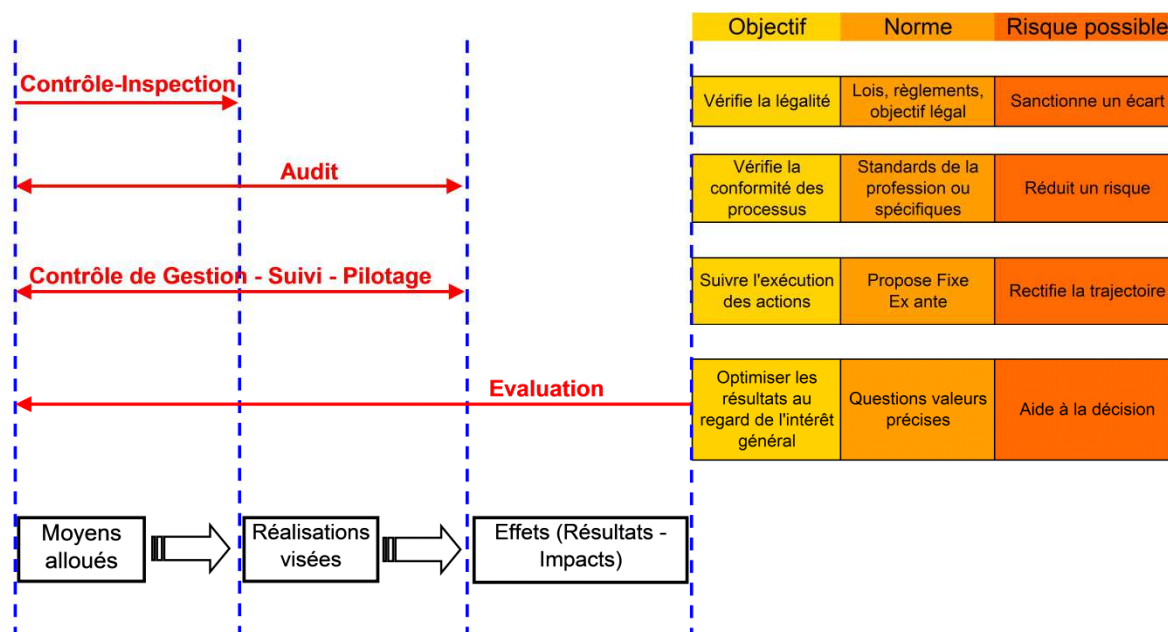 Objectif Norme Risque possible
Contrôle-Inspection
Vérifie la légalité
Lois, règlements,
objectif légal
Sanctionne un écart
Audit
Vérifie la
conformité des
processus
Standards de la
profession ou
spécifiques
Réduit un risque
Contrôle de Gestion - Suivi - Pilotage
Suivre l'exécution
des actions
Propose Fixe
Ex ante
Rectifie la trajectoire
Evaluation
Optimiser les
résultats au
regard de l'intérêt
général
Questions valeurs
précises
Aide à la décision
Moyens
alloués
Réalisations
visées
Effets (Résultats -
Impacts)